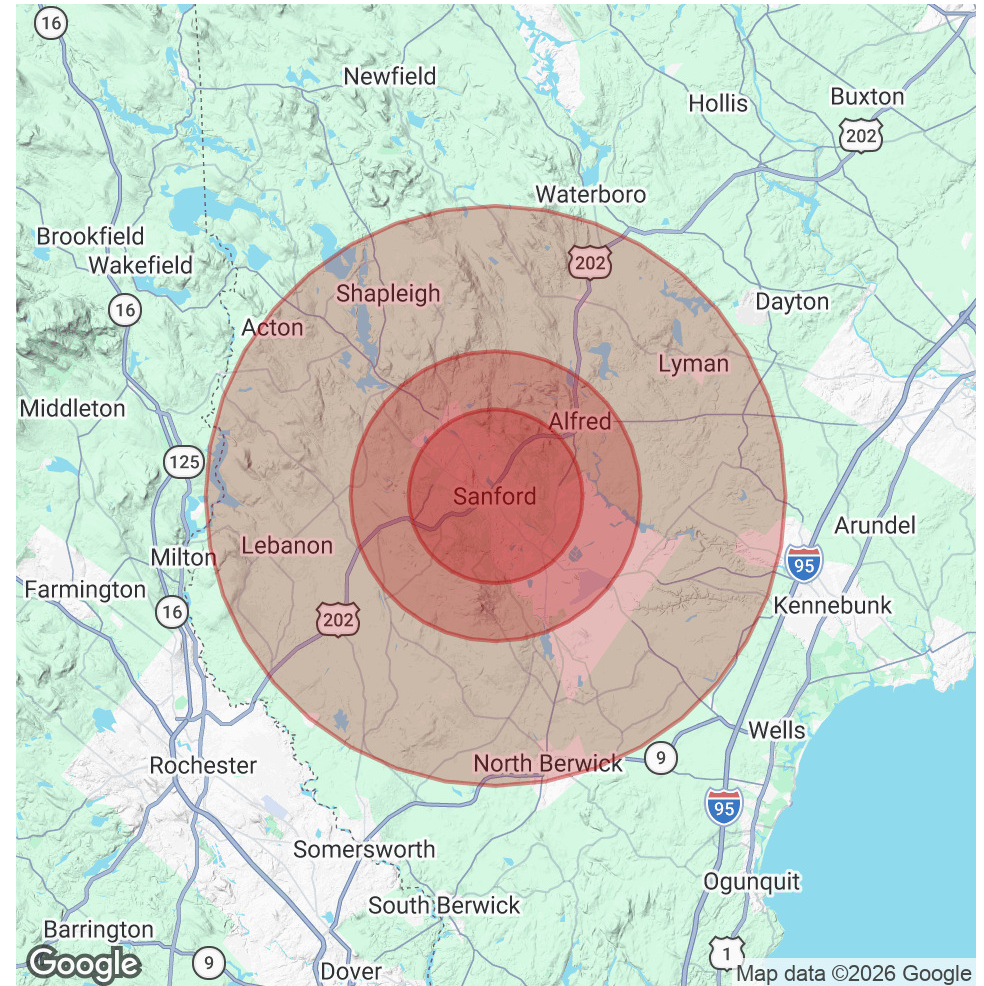 16
Newfield
Hollis
Buxton
202
Waterboro
Brookfield
Wakefield
202
Shapleigh
Dayton
16
Acton
Lyman
Middleton
Alfred
125
Sanford
Arundel
Lebanon
Milton
95
Farmington
Kennebunk
16
202
Wells
North Berwick
9
Rochester
95
Somersworth
Ogunquit
South Berwick
Barrington
1
Google
9
Dover
Map data ©2026 Google